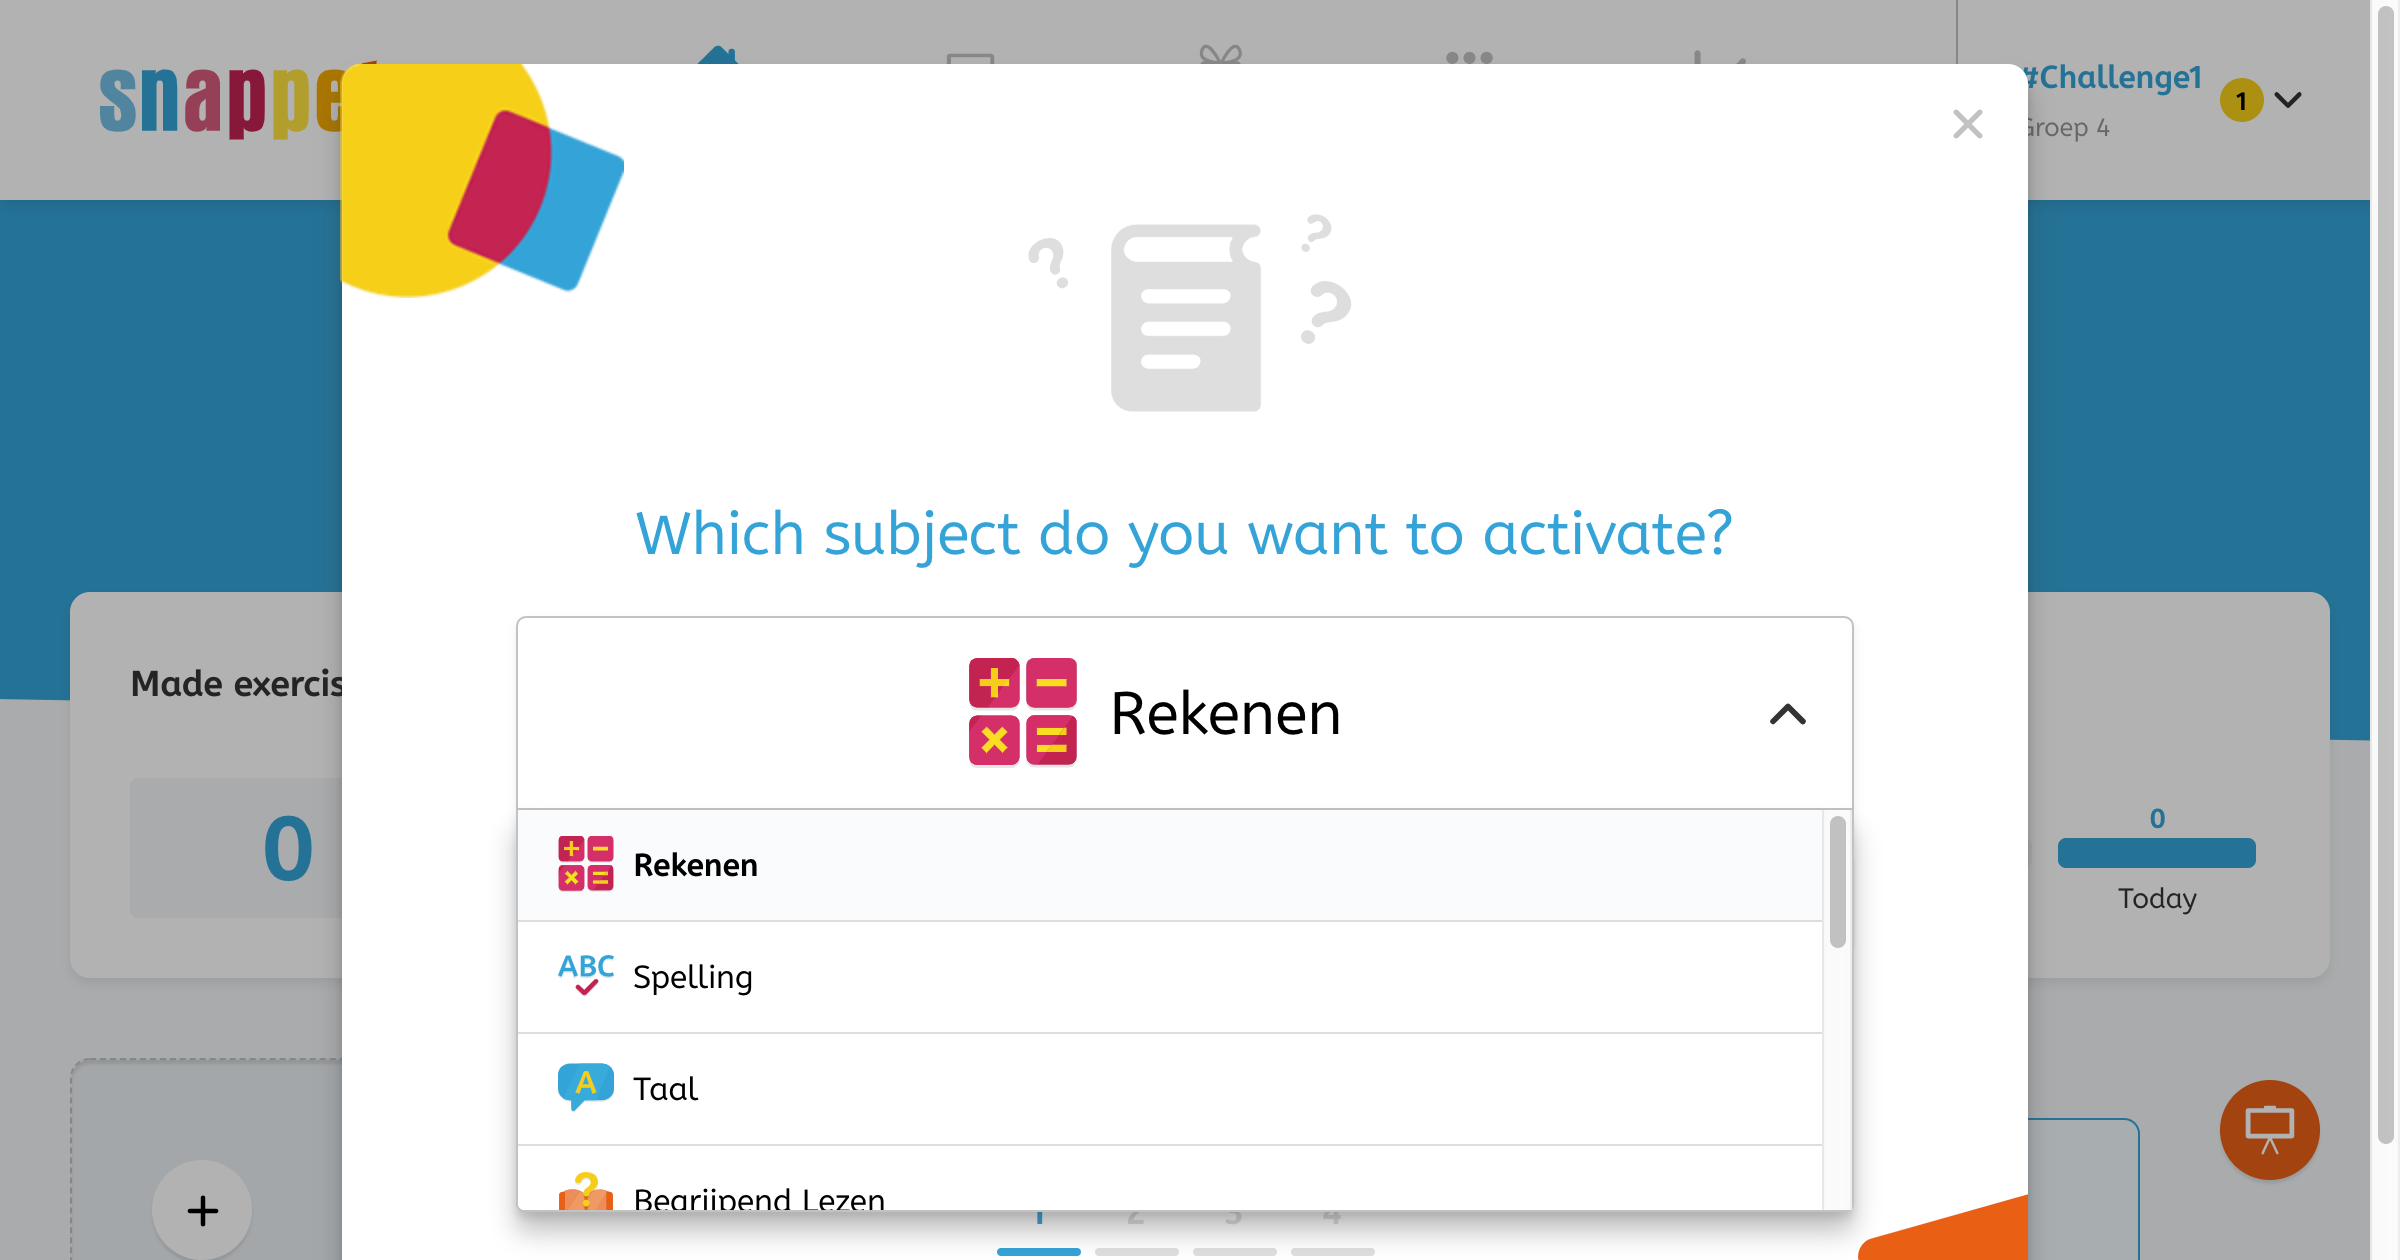 snappe
#Challenge1
1
Groep 4
Which subject do you want to activate?
Made exercis
Rekenen
0
0
Today
Rekenen
ABC
Spelling
A
Taal
Begrijpend Lezen
1 2 3 4